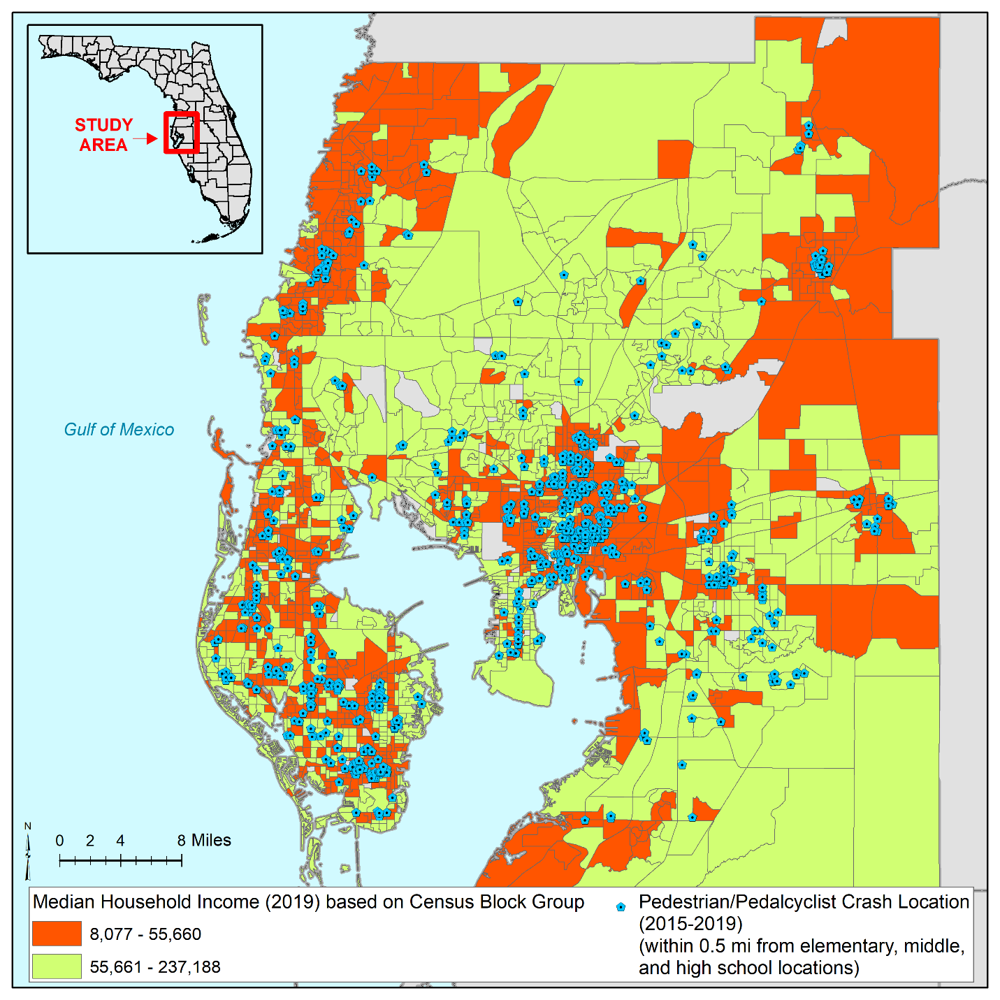 STUDY
AREA
Gulf of Mexico
N
0 2 4 8 Miles
Median Household Income (2019) based on Census Block Group
8,077 - 55,660
55,661 - 237,188
Pedestrian/Pedalcyclist Crash Location
(2015-2019)
(within 0.5 mi from elementary, middle,
and high school locations)